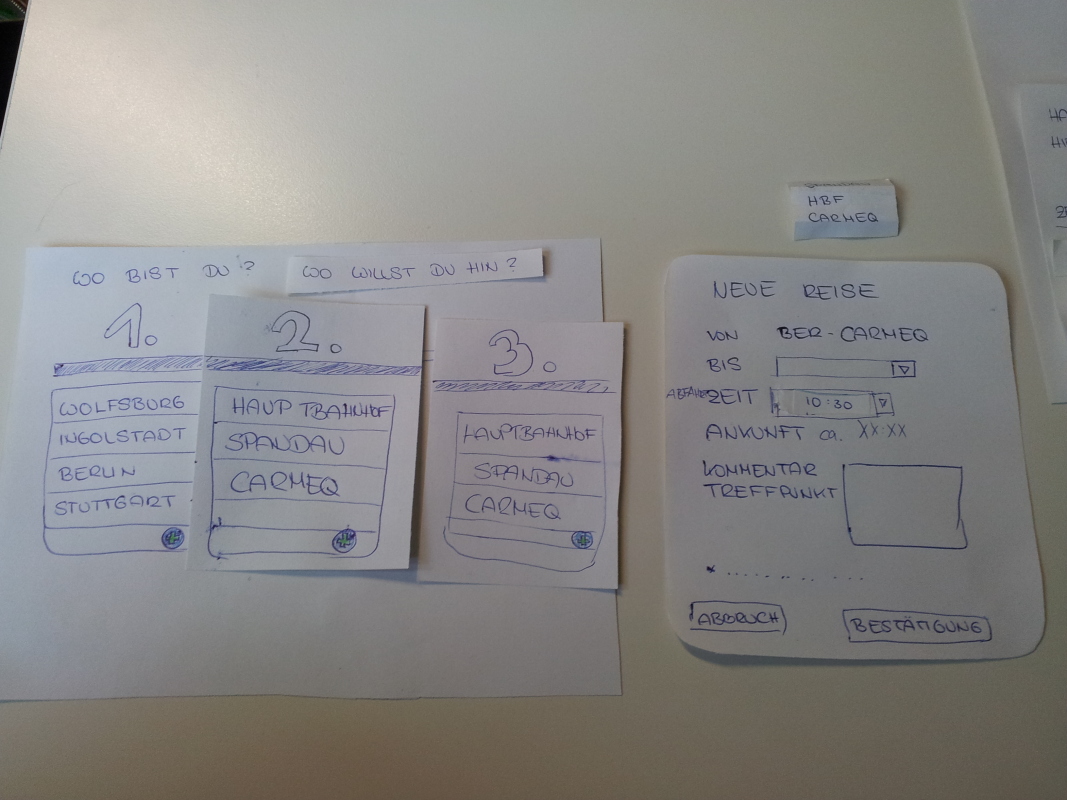 WO BIST DU?
WO WILLST DU HIN?
1.
WOLFSBURG
INGOLSTADT
BERLIN
STUTTGART
2.
HAUPTBAHNHOF
SPANDAU
CARMEQ
3.
HAUPTBAHNHOF
SPANDAU
CARMEQ
HBF
CARMEQ
NEUE REISE
VON BER-CARMEQ
BIS
ZEIT 10:30
ANKUNFT ca. XX:XX
KOMMENTAR
TREFFPUNKT
* . . . . . . . . .
ABBRUCH
BESTÄTIGUNG
HA